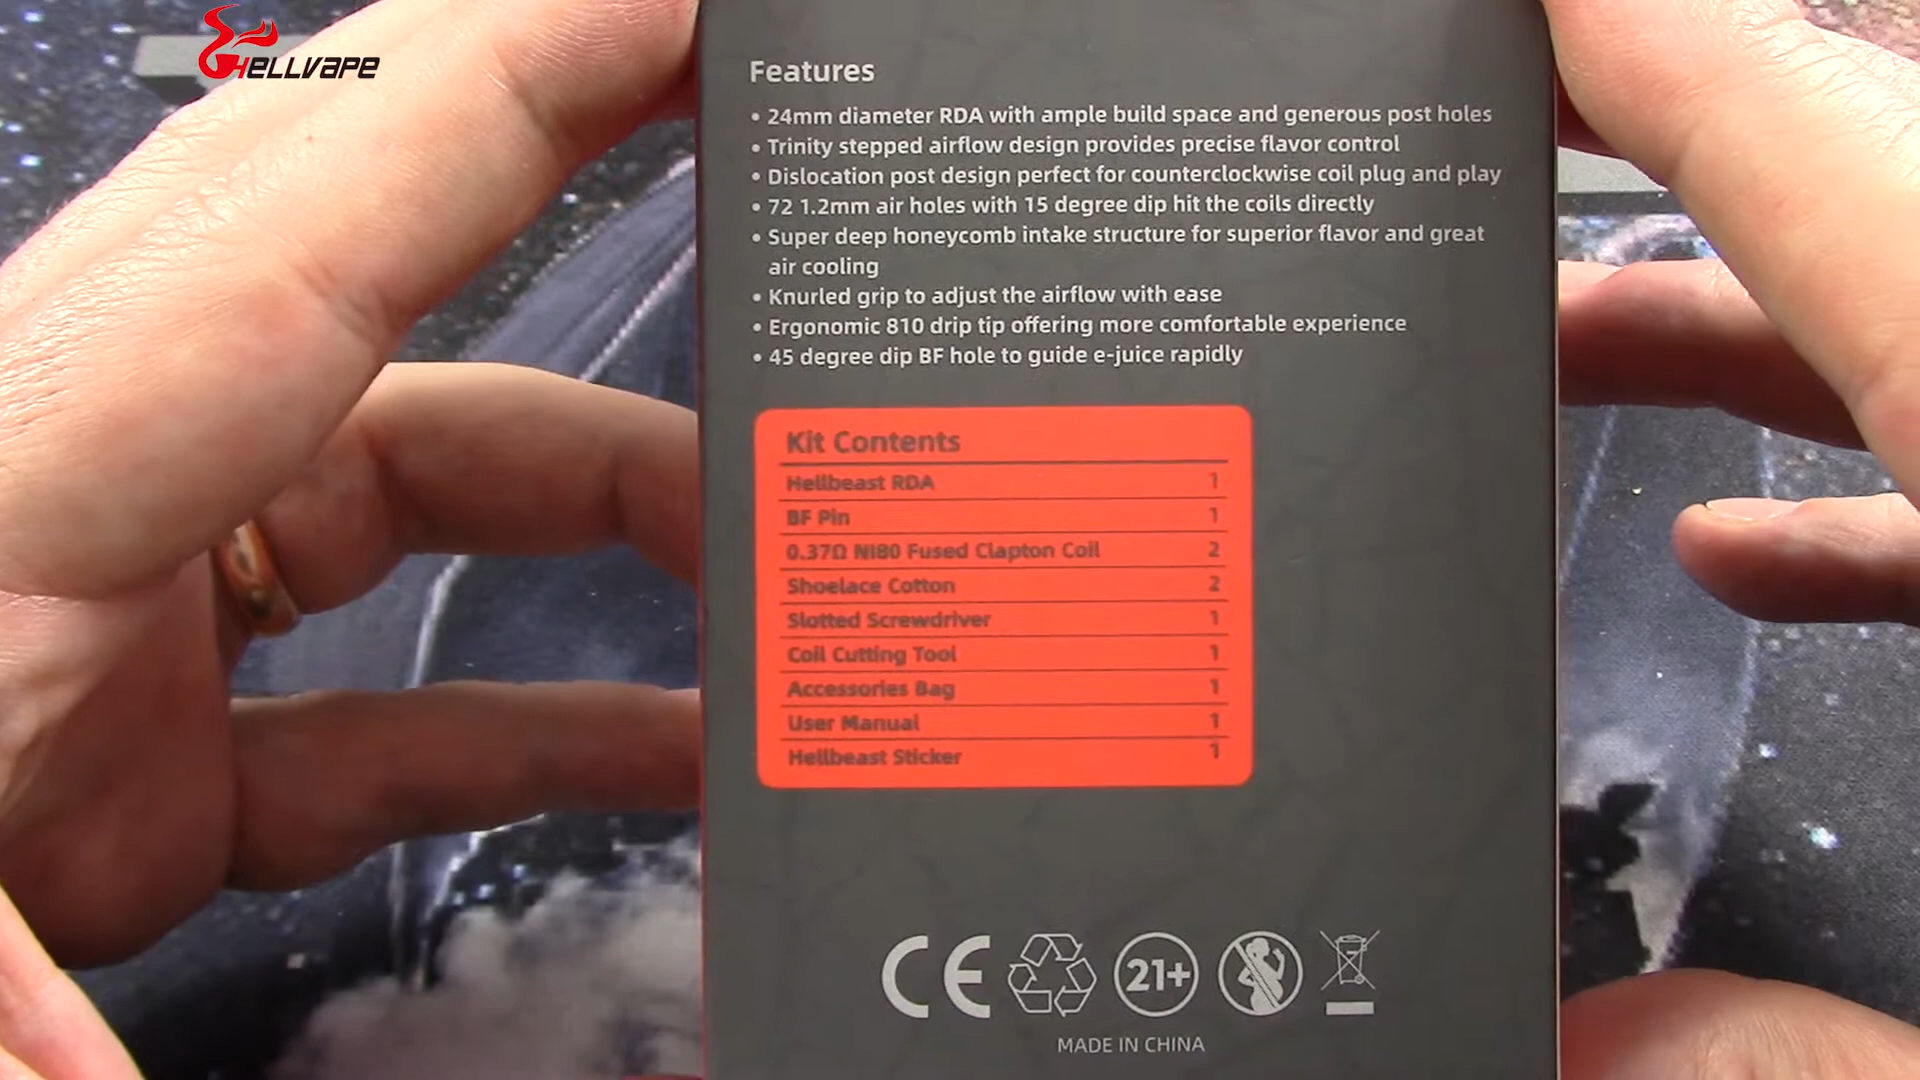 HELLVAPE
Features
• 24mm diameter RDA with ample build space and generous post holes
• Trinity stepped airflow design provides precise flavor control
• Dislocation post design perfect for counterclockwise coil plug and play
• 72 1.2mm air holes with 15 degree dip hit the coils directly
• Super deep honeycomb intake structure for superior flavor and great
air cooling
• Knurled grip to adjust the airflow with ease
• Ergonomic 810 drip tip offering more comfortable experience
• 45 degree dip BF hole to guide e-juice rapidly
Kit Contents
Hellbeast RDA 1
BF Pin 1
0.37Ω Ni80 Fused Clapton Coil 2
Shoelace Cotton 2
Slotted Screwdriver 1
Coil Cutting Tool 1
Accessories Bag 1
User Manual 1
Hellbeast Sticker 1
CE 21+
MADE IN CHINA